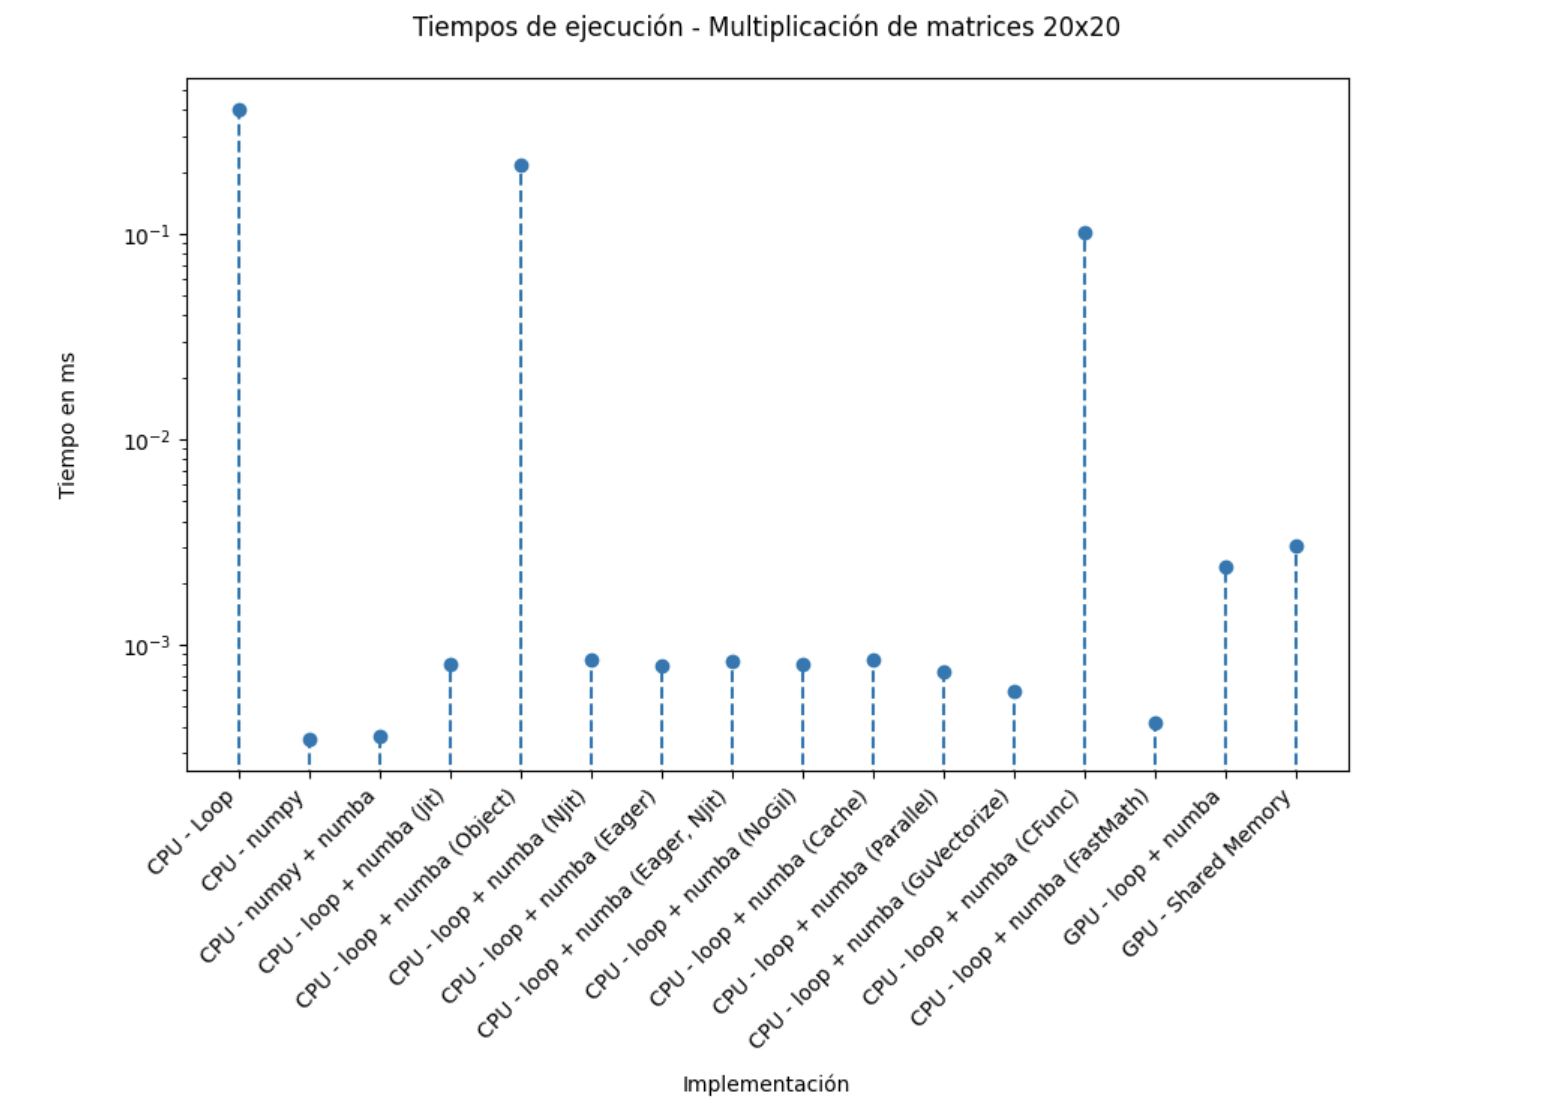 Tiempos de ejecución - Multiplicación de matrices 20x20
Tiempo en ms
10⁻¹
10⁻²
10⁻³
CPU - Loop
CPU - numpy
CPU - numpy + numba
CPU - loop + numba (Jit)
CPU - loop + numba (Object)
CPU - loop + numba (NJit)
CPU - loop + numba (Eager)
CPU - loop + numba (Eager, NJit)
CPU - loop + numba (NoGil)
CPU - loop + numba (Cache)
CPU - loop + numba (Parallel)
CPU - loop + numba (GuVectorize)
CPU - loop + numba (CFunc)
CPU - loop + numba (FastMath)
GPU - loop + numba
GPU - Shared Memory
Implementación